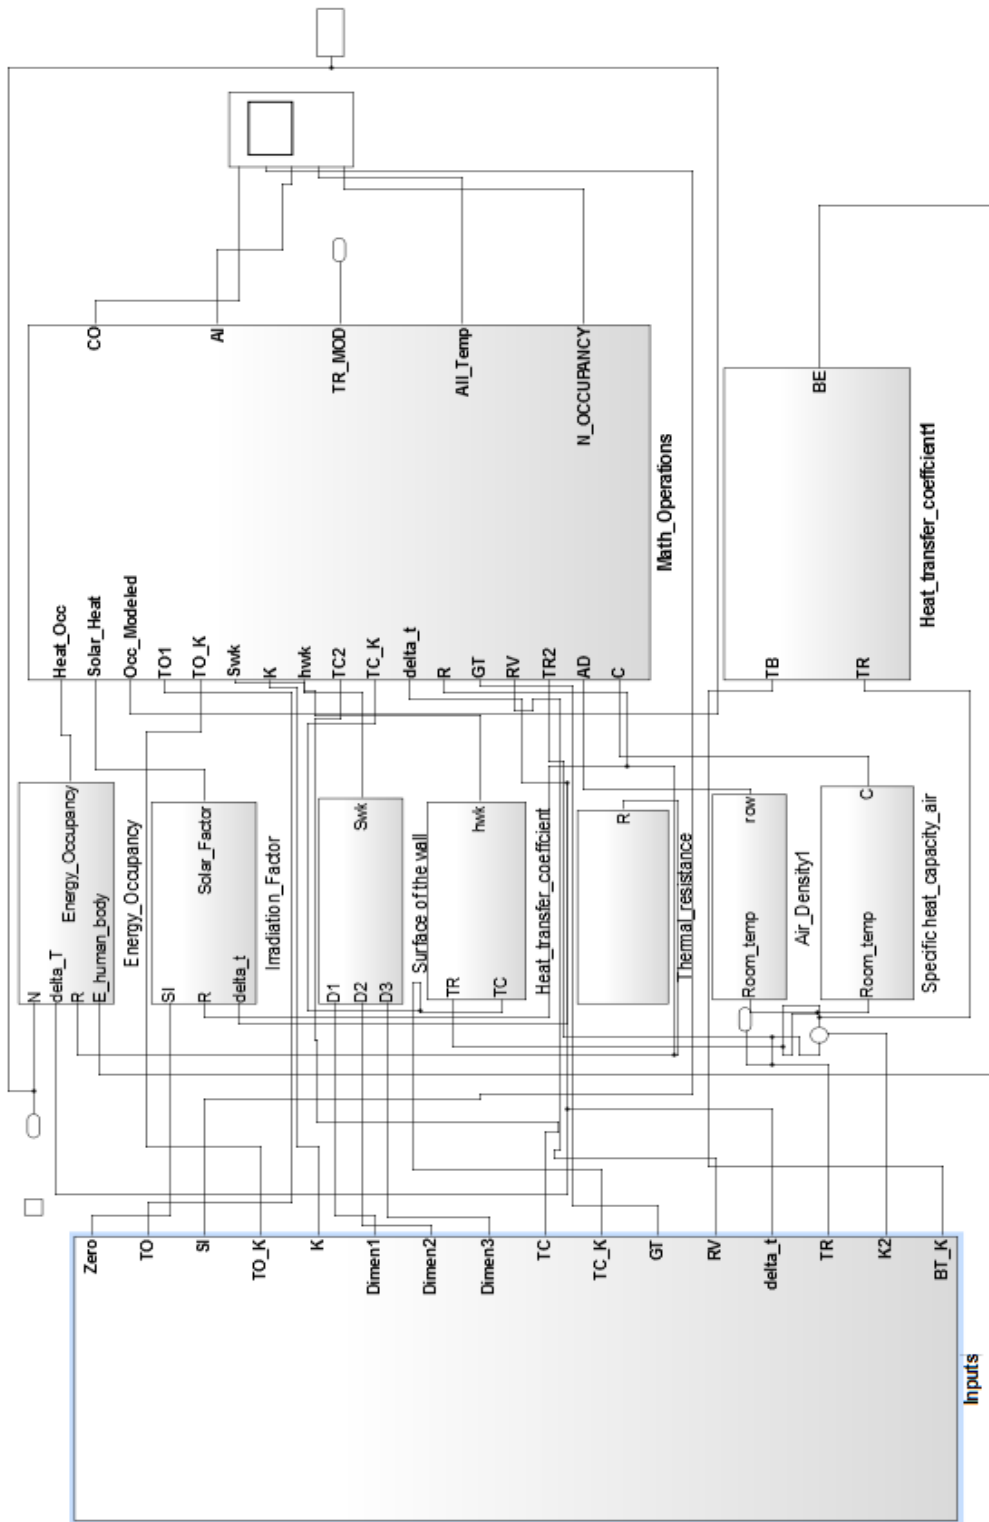 CO
AI
TR_MOD
All_Temp
N_OCCUPANCY
Heat_Occ
Solar_Heat
Occ_Modeled
TO1
TO_K
Swk
K
hwk
TC2
TC_K
delta_t
R
GT
RV
TR2
AD
C
Math_Operations
BE
TB
TR
Heat_transfer_coeffcient1
Energy_Occupancy
N
delta_T
R
E_human_body
Energy_Occupancy
Solar_Factor
SI
R
delta_t
Irradiation_Factor
Swk
D1
D2
D3
Surface of the wall
hwk
TR
TC
Heat_transfer_coeffcient
R
Thermal_resistance
row
Room_temp
Air_Density1
C
Room_temp
Specific heat_capacity_air
Zero
TO
SI
TO_K
K
Dimen1
Dimen2
Dimen3
TC
TC_K
GT
RV
delta_t
TR
K2
BT_K
Inputs